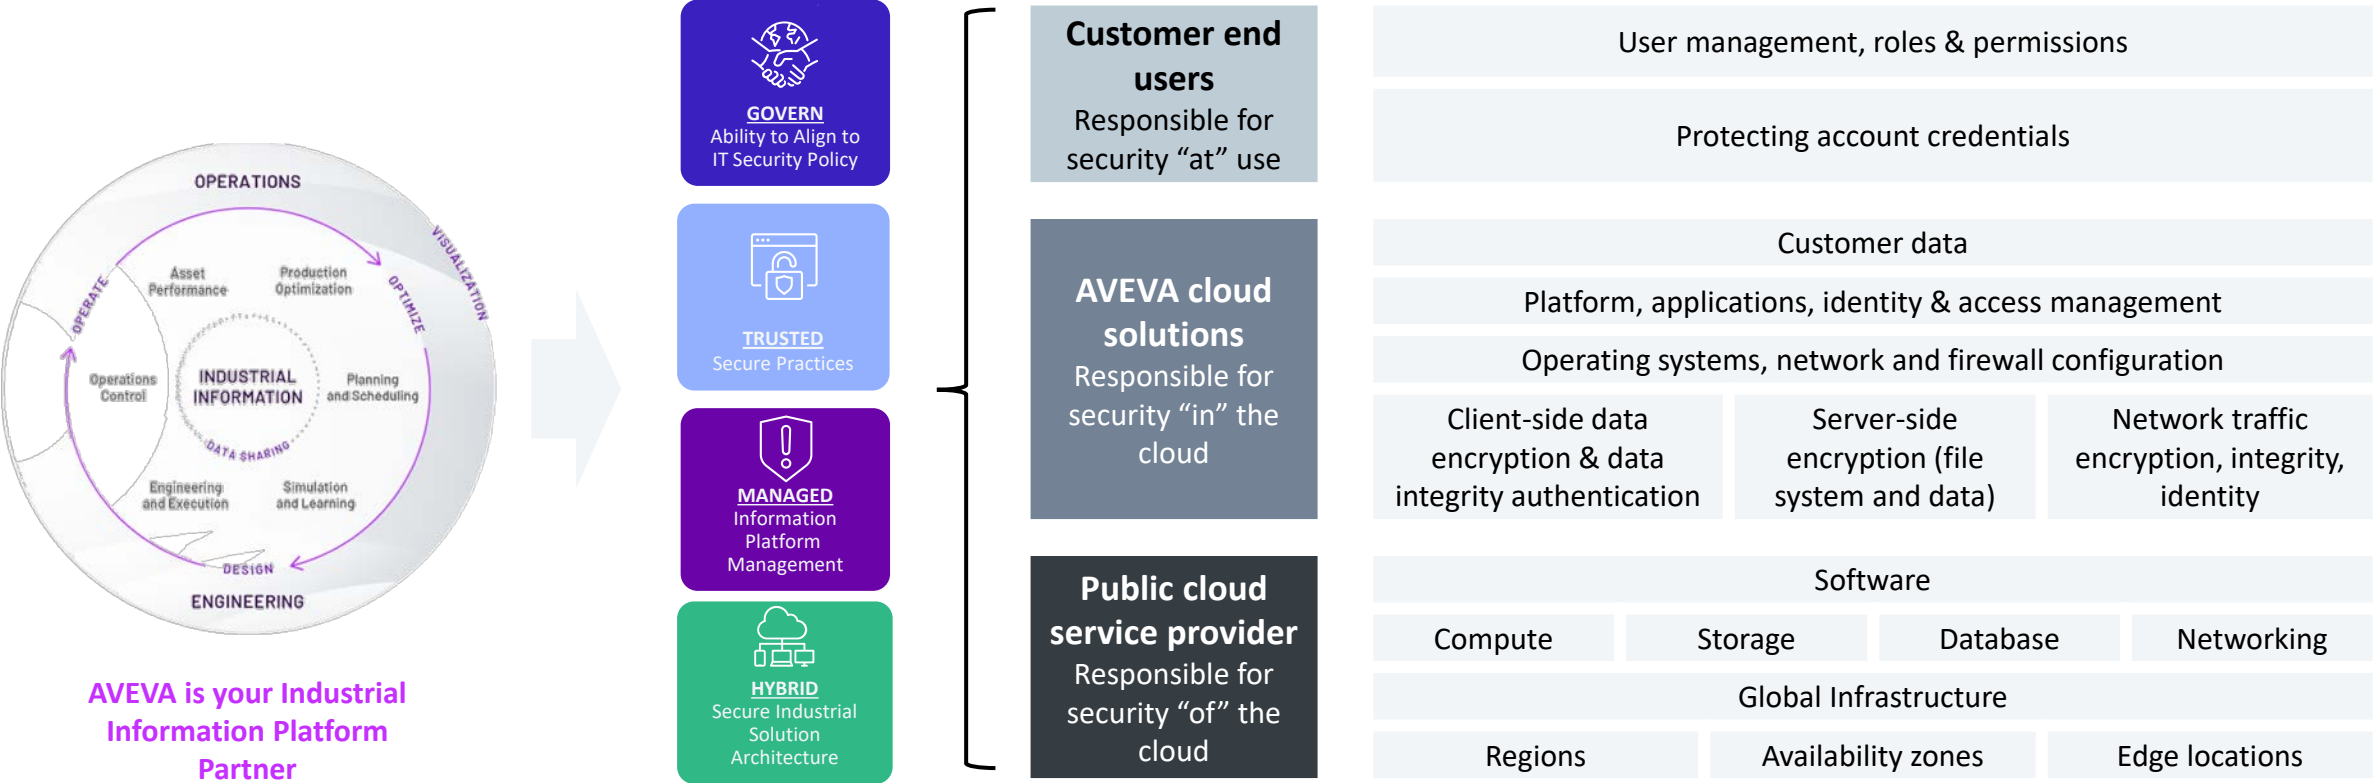 OPERATIONS
VISUALIZATION
OPERATE
OPTIMIZE
Asset
Performance
Production
Optimization
Operations
Control
INDUSTRIAL
INFORMATION
Planning
and Scheduling
DATA SHARING
Engineering
and Execution
Simulation
and Learning
DESIGN
ENGINEERING
AVEVA is your Industrial
Information Platform
Partner
GOVERN
Ability to Align to
IT Security Policy
TRUSTED
Secure Practices
MANAGED
Information
Platform
Management
HYBRID
Secure Industrial
Solution
Architecture
Customer end
users
Responsible for
security “at” use
User management, roles & permissions
Protecting account credentials
AVEVA cloud
solutions
Responsible for
security “in” the
cloud
Customer data
Platform, applications, identity & access management
Operating systems, network and firewall configuration
Client-side data
encryption & data
integrity authentication
Server-side
encryption (file
system and data)
Network traffic
encryption, integrity,
identity
Public cloud
service provider
Responsible for
security “of” the
cloud
Software
Compute
Storage
Database
Networking
Global Infrastructure
Regions
Availability zones
Edge locations